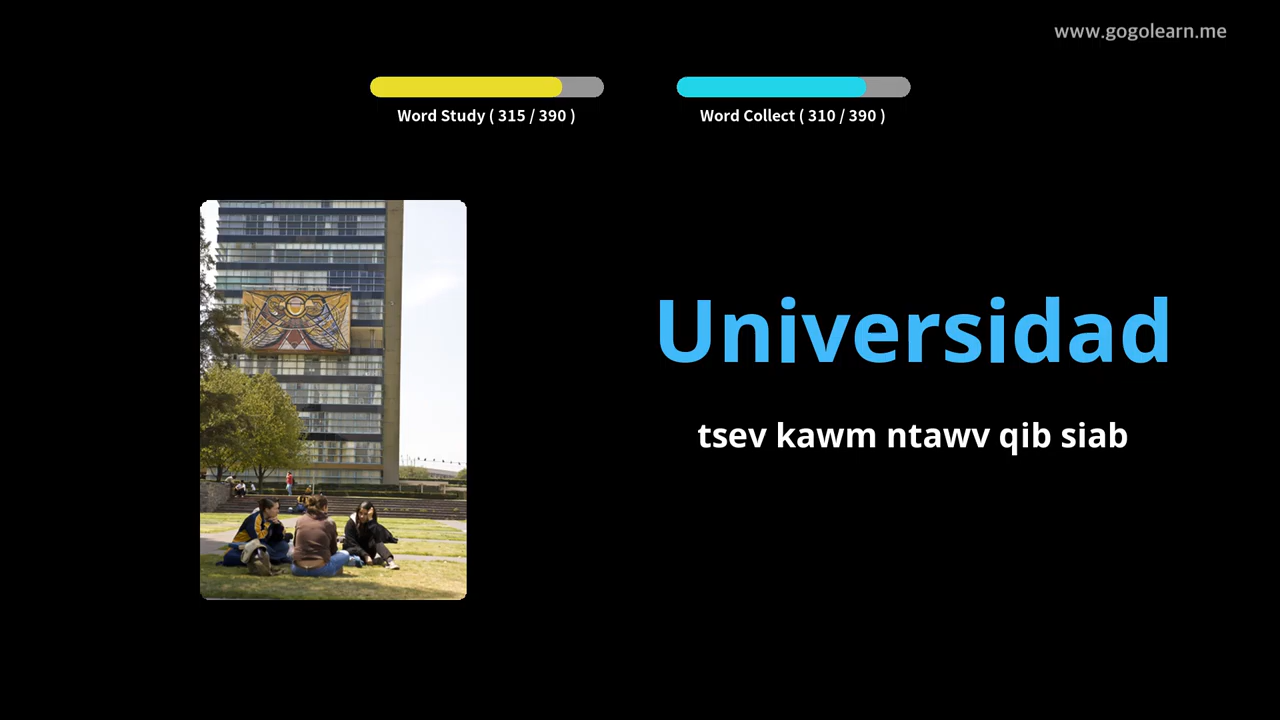 www.gogolearn.me
Word Study ( 315 / 390 )
Word Collect ( 310 / 390 )
Universidad
tsev kawm ntawv qib siab